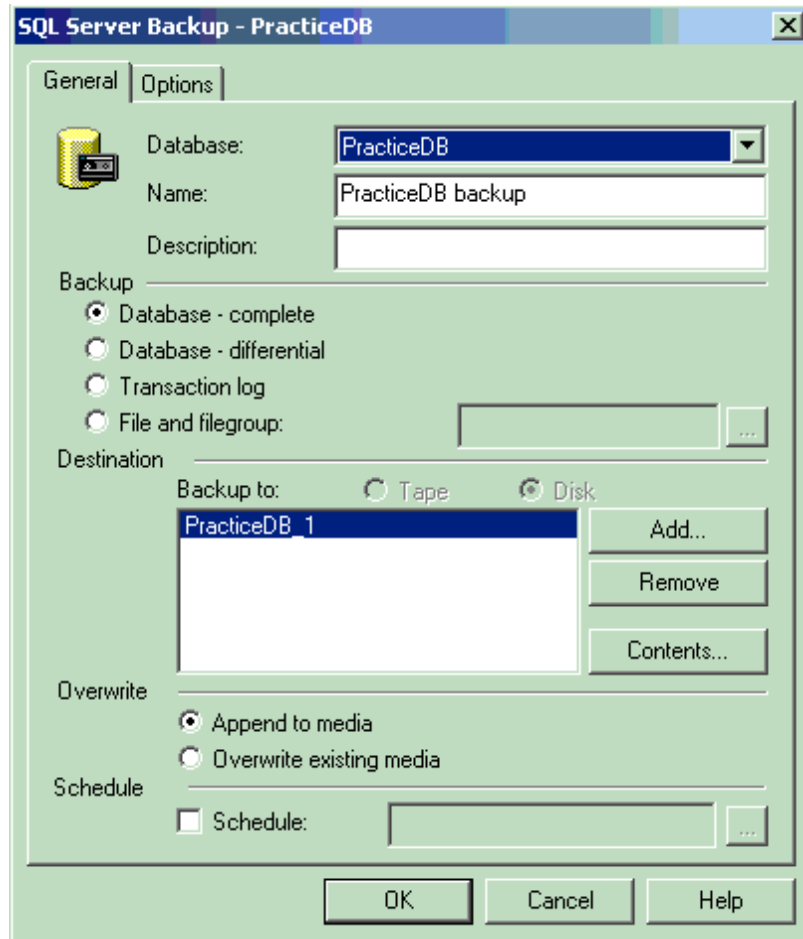 SQL Server Backup - PracticeDB
General
Options
Database:
PracticeDB
Name:
PracticeDB backup
Description:
Backup
Database - complete
Database - differential
Transaction log
File and filegroup:
...
Destination
Backup to:
Tape
Disk
PracticeDB_1
Add...
Remove
Contents...
Overwrite
Append to media
Overwrite existing media
Schedule
Schedule:
...
OK
Cancel
Help